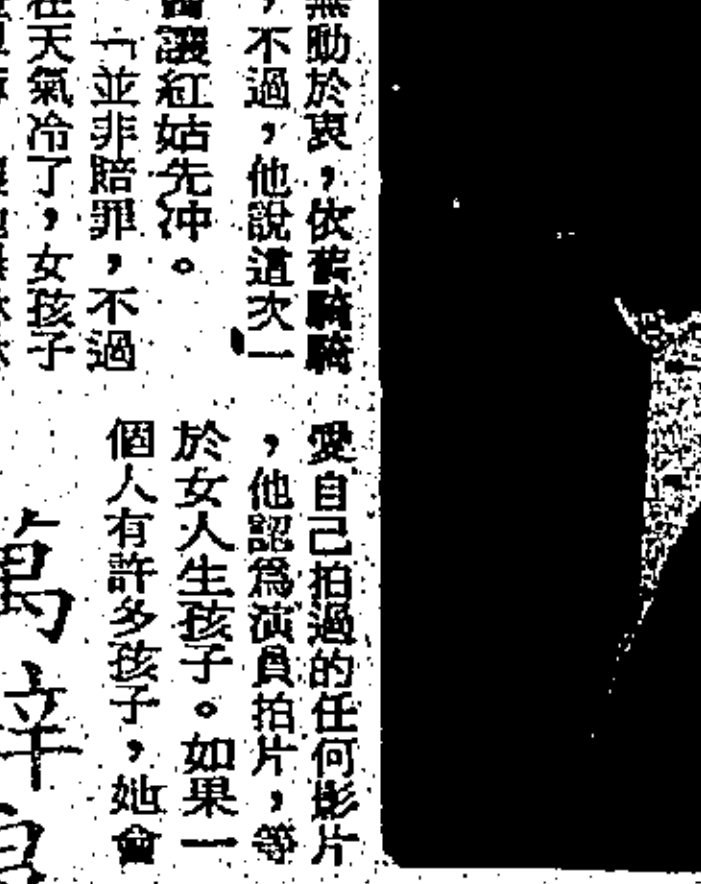 無動於衷，依舊騎騎
，不過，他說這次一
讓紅姑先冲。
「並非賠罪，不過
在天氣冷了，女孩子
愛自己拍過的任何影片
，他認爲演員拍片，等
於女人生孩子。如果一
個人有許多孩子，她會